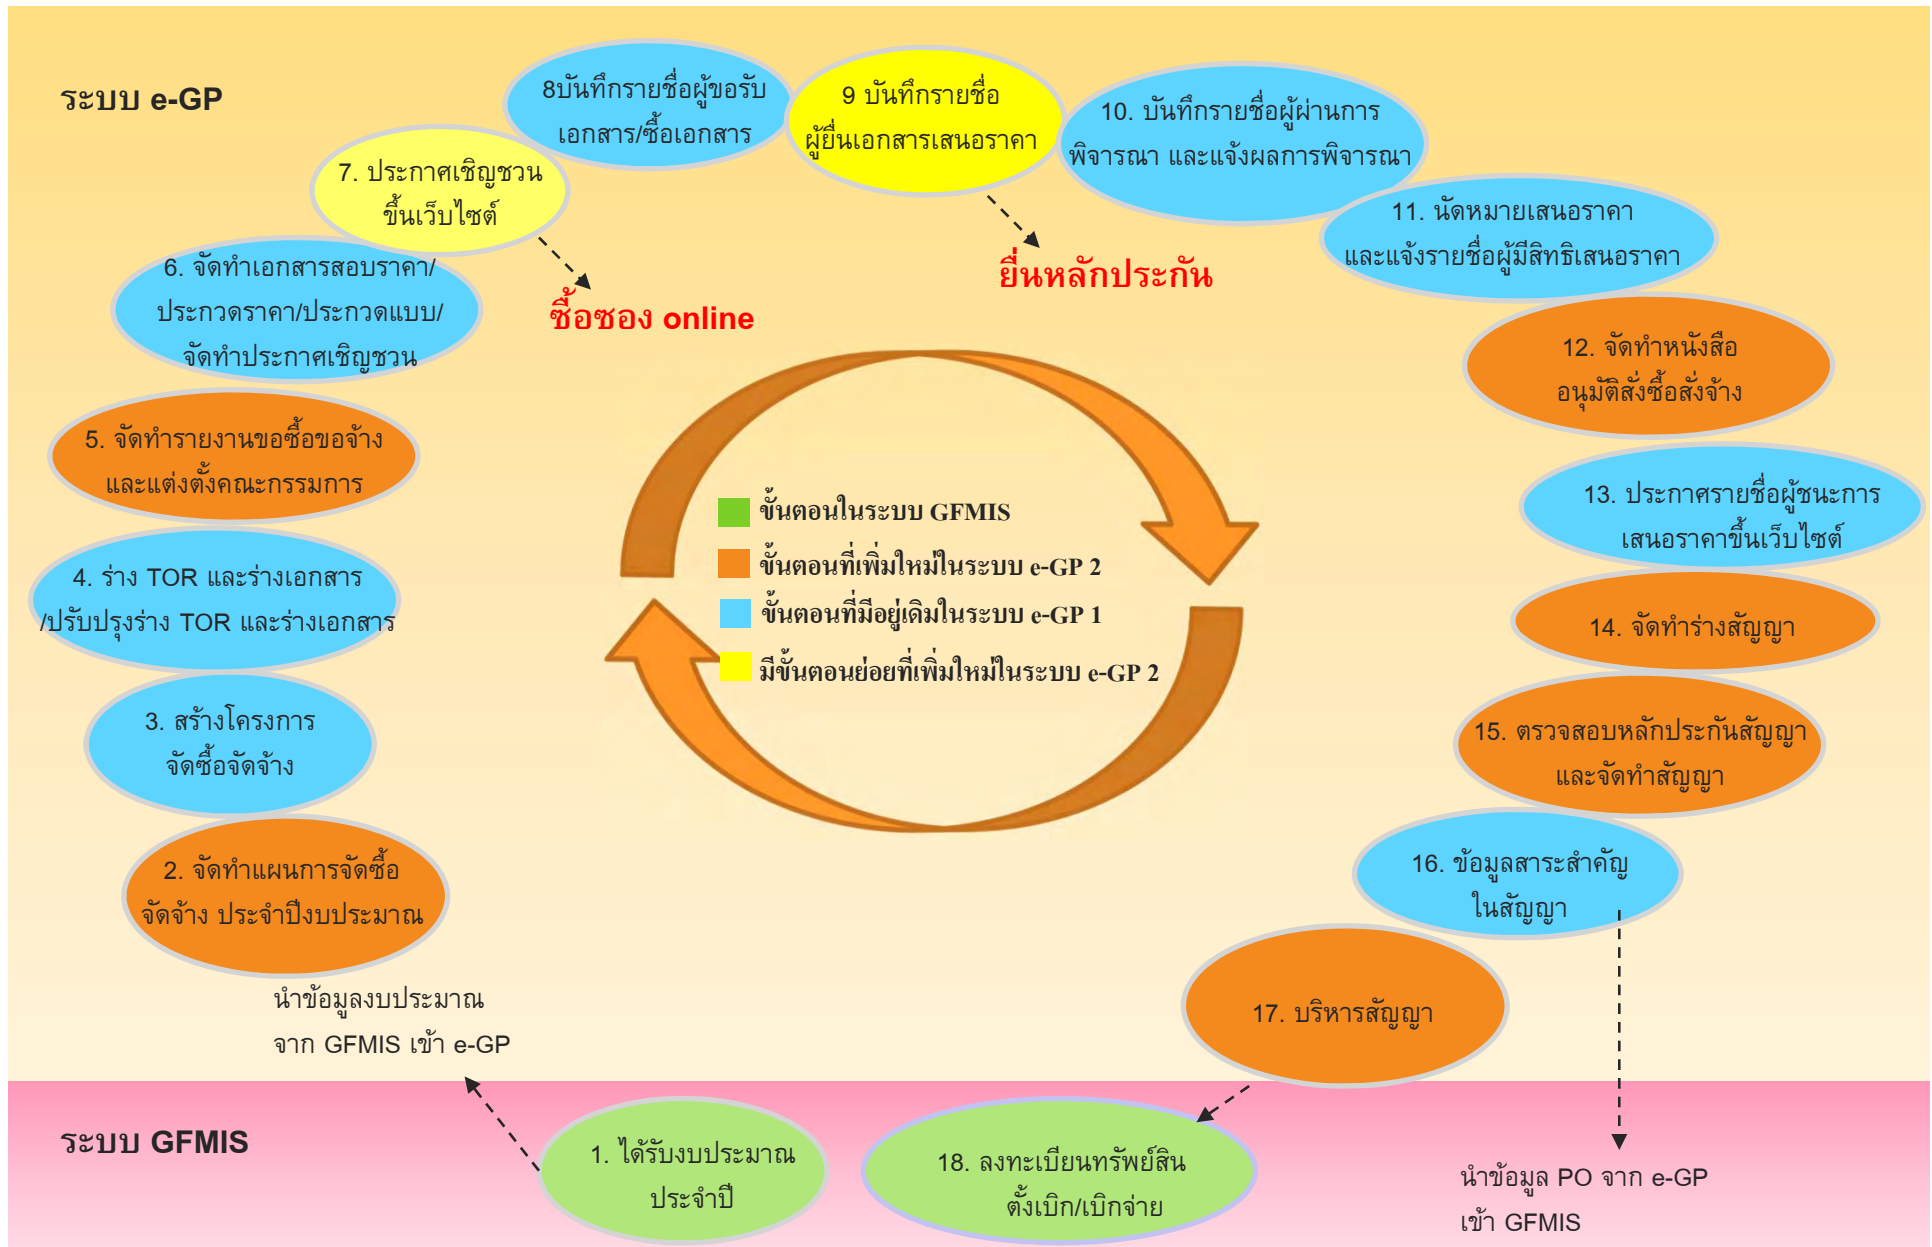 ระบบ e-GP
8บันทึกรายชื่อผู้ขอรับ
เอกสาร/ซื้อเอกสาร
9 บันทึกรายชื่อ
ผู้ยื่นเอกสารเสนอราคา
10. บันทึกรายชื่อผู้ผ่านการ
พิจารณา และแจ้งผลการพิจารณา
7. ประกาศเชิญชวน
ขึ้นเว็บไซต์
11. นัดหมายเสนอราคา
และแจ้งรายชื่อผู้มีสิทธิเสนอราคา
ยื่นหลักประกัน
ซื้อซอง online
6. จัดทำเอกสารสอบราคา/
ประกวดราคา/ประกวดแบบ/
จัดทำประกาศเชิญชวน
12. จัดทำหนังสือ
อนุมัติสั่งซื้อสั่งจ้าง
5. จัดทำรายงานขอซื้อขอจ้าง
และแต่งตั้งคณะกรรมการ
13. ประกาศรายชื่อผู้ชนะการ
เสนอราคาขึ้นเว็บไซต์
ขั้นตอนในระบบ GFMIS
ขั้นตอนที่เพิ่มใหม่ในระบบ e-GP 2
ขั้นตอนที่มีอยู่เดิมในระบบ e-GP 1
มีขั้นตอนย่อยที่เพิ่มใหม่ในระบบ e-GP 2
4. ร่าง TOR และร่างเอกสาร
/ปรับปรุงร่าง TOR และร่างเอกสาร
14. จัดทำร่างสัญญา
3. สร้างโครงการ
จัดซื้อจัดจ้าง
15. ตรวจสอบหลักประกันสัญญา
และจัดทำสัญญา
2. จัดทำแผนการจัดซื้อ
จัดจ้าง ประจำปีงบประมาณ
16. ข้อมูลสาระสำคัญ
ในสัญญา
นำข้อมูลงบประมาณ
จาก GFMIS เข้า e-GP
17. บริหารสัญญา
ระบบ GFMIS
1. ได้รับงบประมาณ
ประจำปี
18. ลงทะเบียนทรัพย์สิน
ตั้งเบิก/เบิกจ่าย
นำข้อมูล PO จาก e-GP
เข้า GFMIS